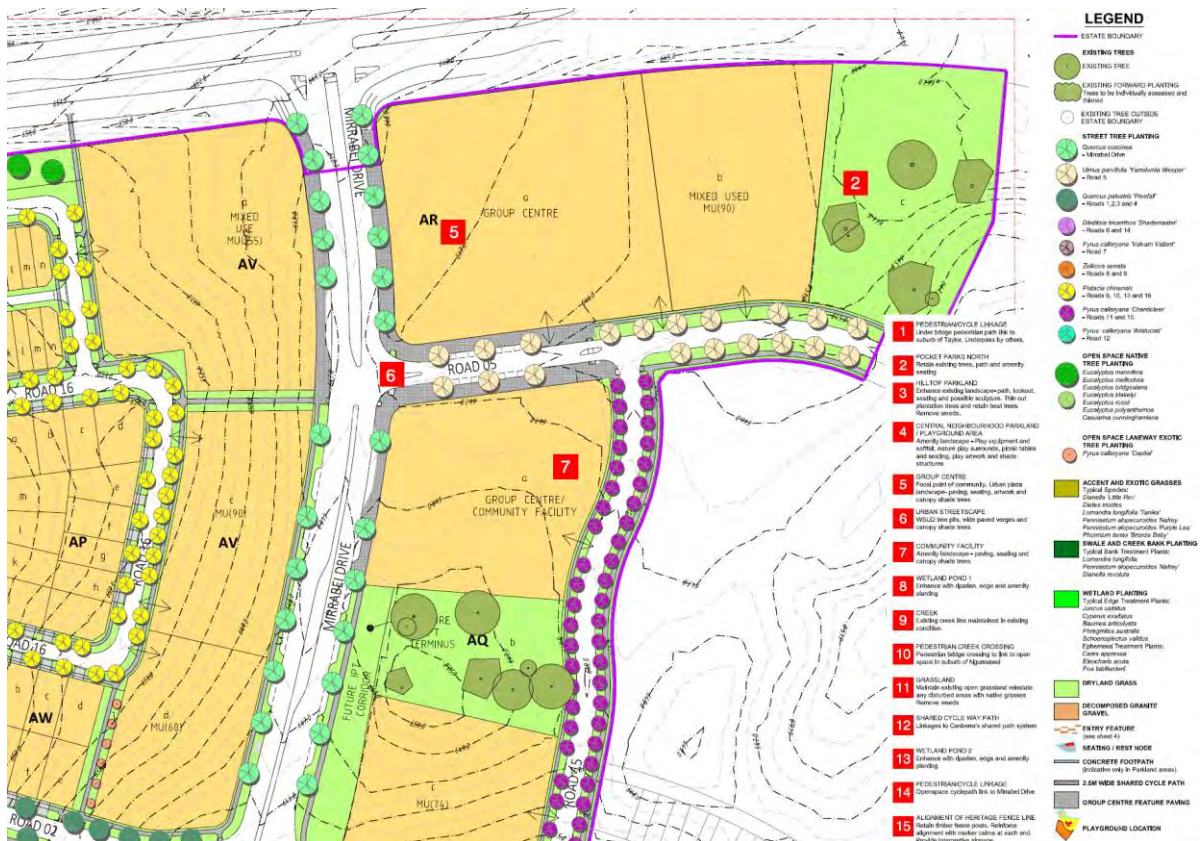 MIRRABEI DRIVE
a
MIXED
USE
MU(255)
AV
AR
5
a
GROUP CENTRE
b
MIXED USED
MU(90)
2
c
l m n
ROAD 16
6
ROAD 05
7
a
GROUP CENTRE/
COMMUNITY FACILITY
MU(90)
AP
AV
ROAD 16
MIRRABEI DRIVE
AQ
b
TERMINUS
FUTURE IPT
CORRIDOR
AW
d
MU(60)
MU(74)
ROAD 15
ROAD 02
1 PEDESTRIAN/CYCLE LINKAGE
Under bridge pedestrian path link to
suburb of Taylor. Underpass by others.
2 POCKET PARKS NORTH
Retain existing trees, path and amenity
seating
3 HILLTOP PARKLAND
Enhance existing landscape- path, lookout,
seating and possible sculpture. Thin out
plantation trees and retain best trees.
Remove weeds.
4 CENTRAL NEIGHBOURHOOD PARKLAND
/ PLAYGROUND AREA
Amenity landscape - Play equipment and
softfall, nature play surrounds, picnic tables
and seating, play artwork and shade
structures
5 GROUP CENTRE
Focal point of community. Urban plaza
landscape- paving, seating, artwork and
canopy shade trees
6 URBAN STREETSCAPE
WSUD tree pits, wide paved verges and
canopy shade trees
7 COMMUNITY FACILITY
Amenity landscape - paving, seating and
canopy shade trees
8 WETLAND POND 1
Enhance with riparian, edge and amenity
planting
9 CREEK
Existing creek line maintained in existing
condition
10 PEDESTRIAN CREEK CROSSING
Pedestrian bridge crossing to link to open
space in suburb of Ngunnawal
11 GRASSLAND
Maintain existing open grassland reinstate
any disturbed areas with native grasses
Remove weeds
12 SHARED CYCLE WAY PATH
Linkages to Canberra's shared path system
13 WETLAND POND 2
Enhance with riparian, edge and amenity
planting
14 PEDESTRIAN/CYCLE LINKAGE
Openspace cyclepath link to Mirrabei Drive
15 ALIGNMENT OF HERITAGE FENCE LINE
Retain timber fence posts. Reinforce
alignment with marker cairns at each end.
Provide interpretive signage.
LEGEND
ESTATE BOUNDARY
EXISTING TREES
EXISTING TREE
EXISTING FORWARD PLANTING
Trees to be individually assessed and
thinned
EXISTING TREE OUTSIDE
ESTATE BOUNDARY
STREET TREE PLANTING
Quercus coccinea
- Mirrabei Drive
Ulmus parvifolia 'Yarralumla Weeper'
- Road 5
Quercus palustris 'Freefall'
- Roads 1,2,3 and 4
Gleditsia tricanthos 'Shademaster'
- Roads 6 and 14
Pyrus calleryana 'Valiant'
- Road 7
Zelkova serrata
- Roads 8 and 9
Pistacia chinensis
- Roads 9, 10, 13 and 16
Pyrus calleryana 'Chanticleer'
- Roads 11 and 15
Pyrus calleryana 'Aristocrat'
- Road 12
OPEN SPACE NATIVE
TREE PLANTING
Eucalyptus mannifera
Eucalyptus melliodora
Eucalyptus bridgesiana
Eucalyptus blakelyi
Eucalyptus rossii
Eucalyptus polyanthemos
Casuarina cunninghamiana
OPEN SPACE LANEWAY EXOTIC
TREE PLANTING
Pyrus calleryana 'Capital'
ACCENT AND EXOTIC GRASSES
Typical Species:
Dianella 'Little Rev'
Dietes iridoides
Lomandra longifolia 'Tanika'
Pennisetum alopecuroides 'Nafray'
Pennisetum alopecuroides 'Purple Lea'
Phormium tenax 'Bronze Baby'
SWALE AND CREEK BANK PLANTING
Typical Bank Treatment Plants:
Lomandra longifolia
Pennisetum alopecuroides 'Nafray'
Dianella revoluta
WETLAND PLANTING
Typical Edge Treatment Plants:
Juncus usitatus
Cyperus exaltatus
Baumea articulata
Phragmites australis
Schoenoplectus validus
Ephemeral Treatment Plants:
Carex appressa
Eleocharis acuta
Poa labillardieri
DRYLAND GRASS
DECOMPOSED GRANITE
GRAVEL
ENTRY FEATURE
(see sheet 4)
SEATING / REST NODE
CONCRETE FOOTPATH
(Indicative only in Parkland areas)
2.5M WIDE SHARED CYCLE PATH
GROUP CENTRE FEATURE PAVING
PLAYGROUND LOCATION